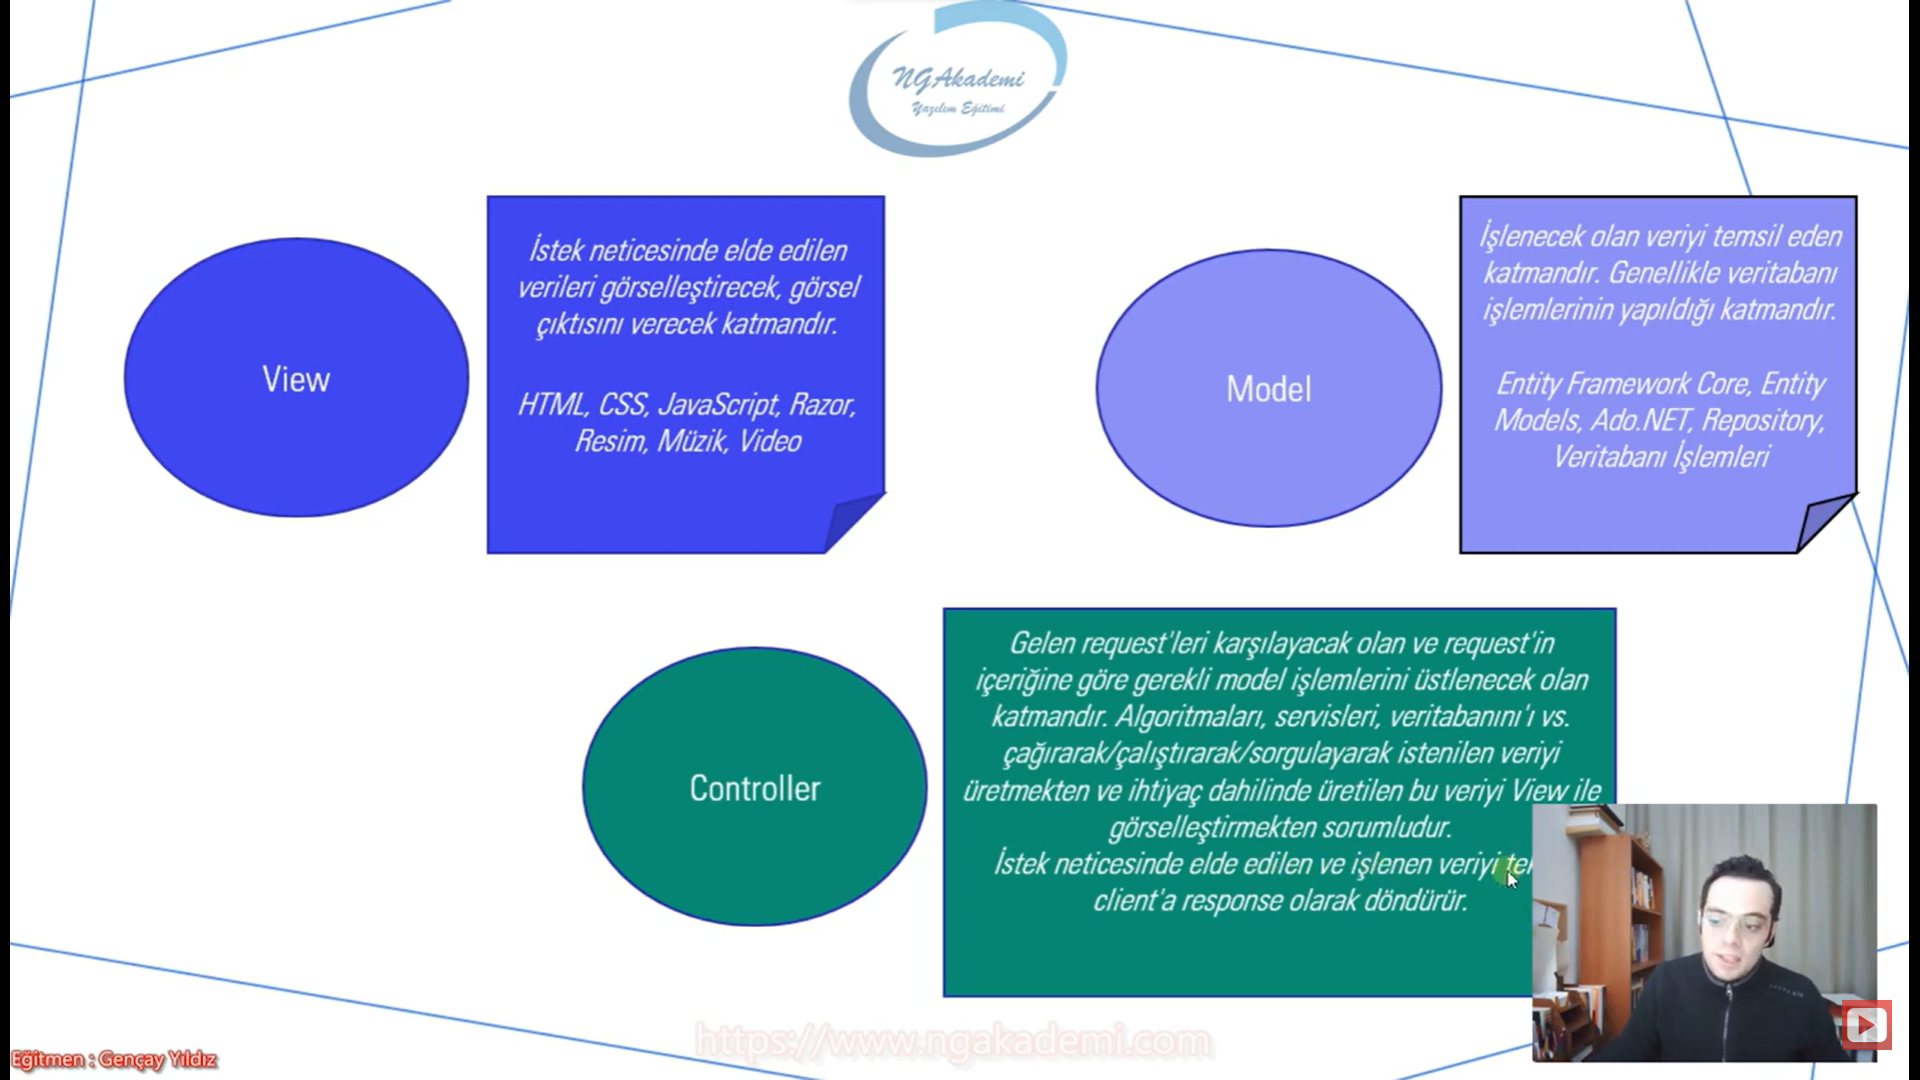 NGAkademi
Yazılım Eğitimi
View
İstek neticesinde elde edilen
verileri görselleştirecek, görsel
çıktısını verecek katmandır.
HTML, CSS, JavaScript, Razor,
Resim, Müzik, Video
Model
İşlenecek olan veriyi temsil eden
katmandır. Genellikle veritabanı
işlemlerinin yapıldığı katmandır.
Entity Framework Core, Entity
Models, Ado.NET, Repository,
Veritabanı İşlemleri
Controller
Gelen request'leri karşılayacak olan ve request'in
içeriğine göre gerekli model işlemlerini üstlenecek olan
katmandır. Algoritmaları, servisleri, veritabanını'ı vs.
çağırarak/çalıştırarak/sorgulayarak istenilen veriyi
üretmekten ve ihtiyaç dahilinde üretilen bu veriyi View ile
görselleştirmekten sorumludur.
İstek neticesinde elde edilen ve işlenen veriyi
client'a response olarak döndürür.
https://www.ngakademi.com
Eğitmen : Gençay Yıldız